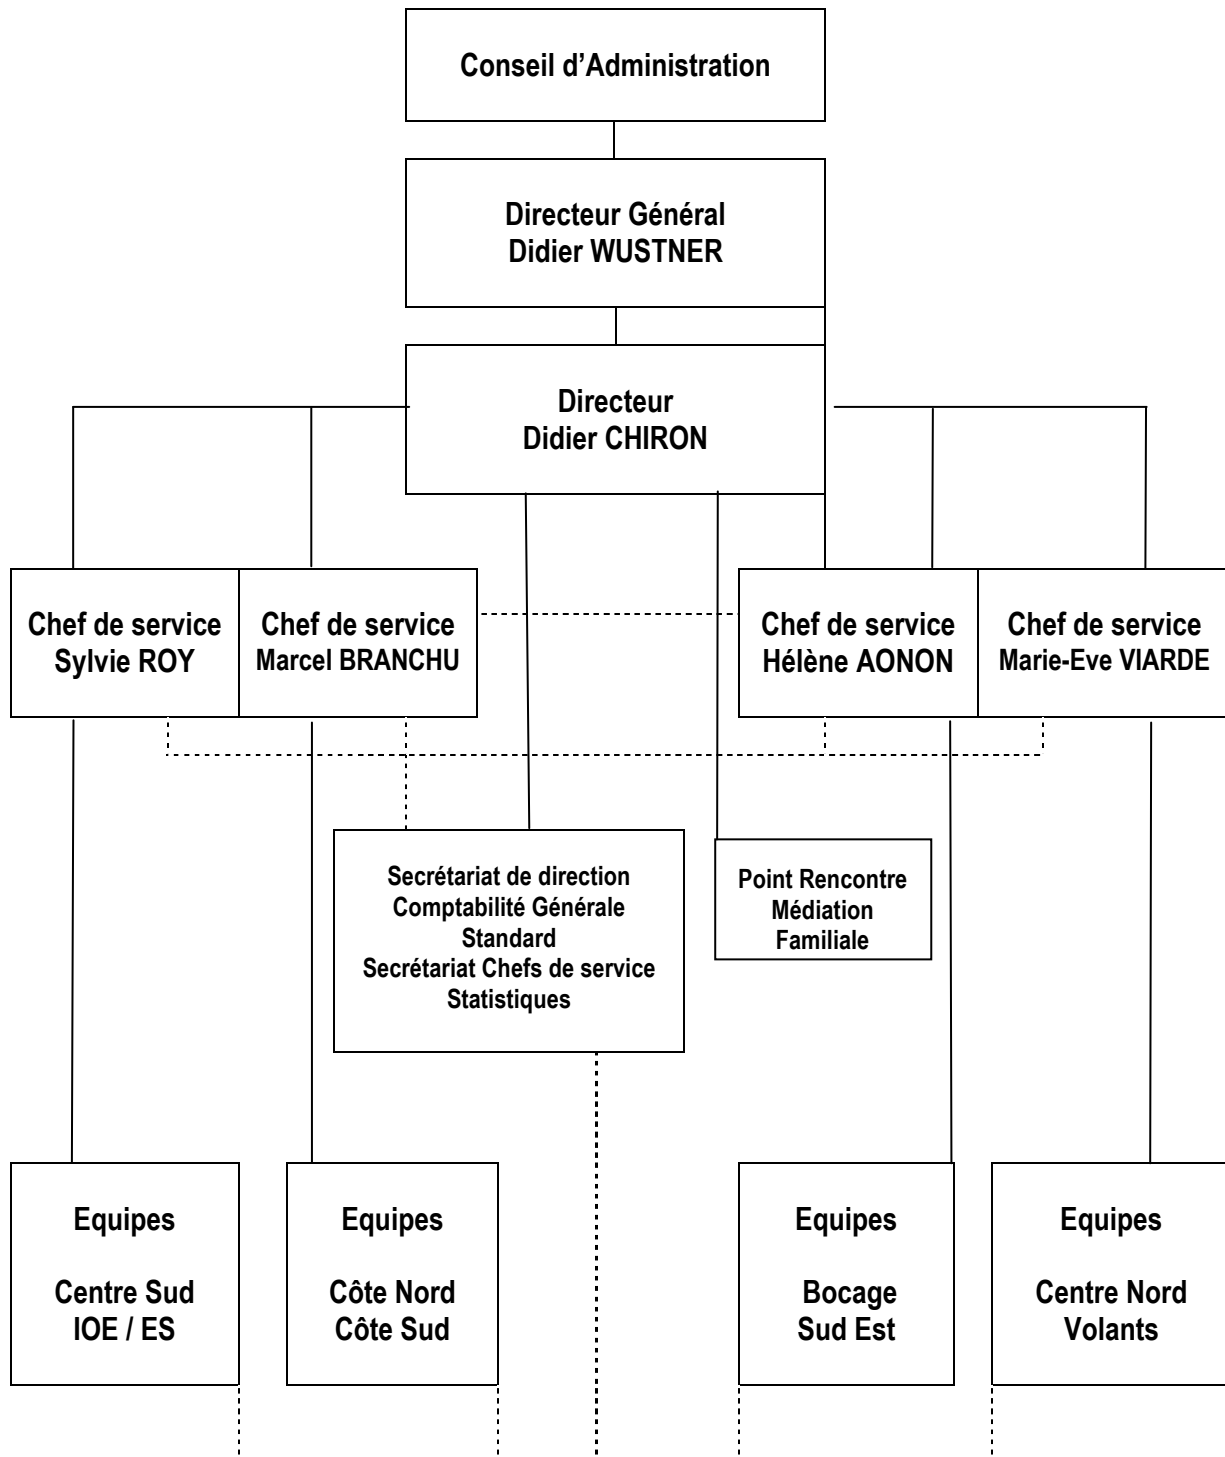 Conseil d’Administration
Directeur Général
Didier WUSTNER
Directeur
Didier CHIRON
Chef de service
Sylvie ROY
Chef de service
Marcel BRANCHU
Chef de service
Hélène AONON
Chef de service
Marie-Eve VIARDE
Secrétariat de direction
Comptabilité Générale
Standard
Secrétariat Chefs de service
Statistiques
Point Rencontre
Médiation
Familiale
Equipes
Centre Sud
IOE / ES
Equipes
Côte Nord
Côte Sud
Equipes
Bocage
Sud Est
Equipes
Centre Nord
Volants